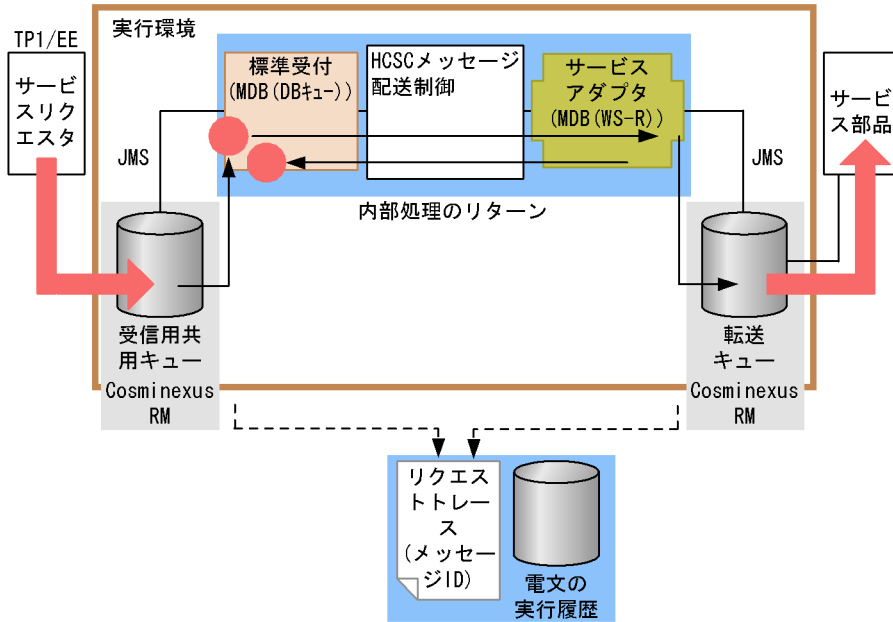 TP1/EE
サービ
スリク
エスタ
実行環境
標準受付
(MDB(DBｷｭｰ))
HCSCメッセージ
配送制御
サービス
アダプタ
(MDB(WS-R))
サービ
ス部品
JMS
JMS
内部処理のリターン
受信用共
用キュー
Cosminexus
RM
転送
キュー
Cosminexus
RM
リクエス
トトレー
ス
(メッセー
ジID)
電文の
実行履歴